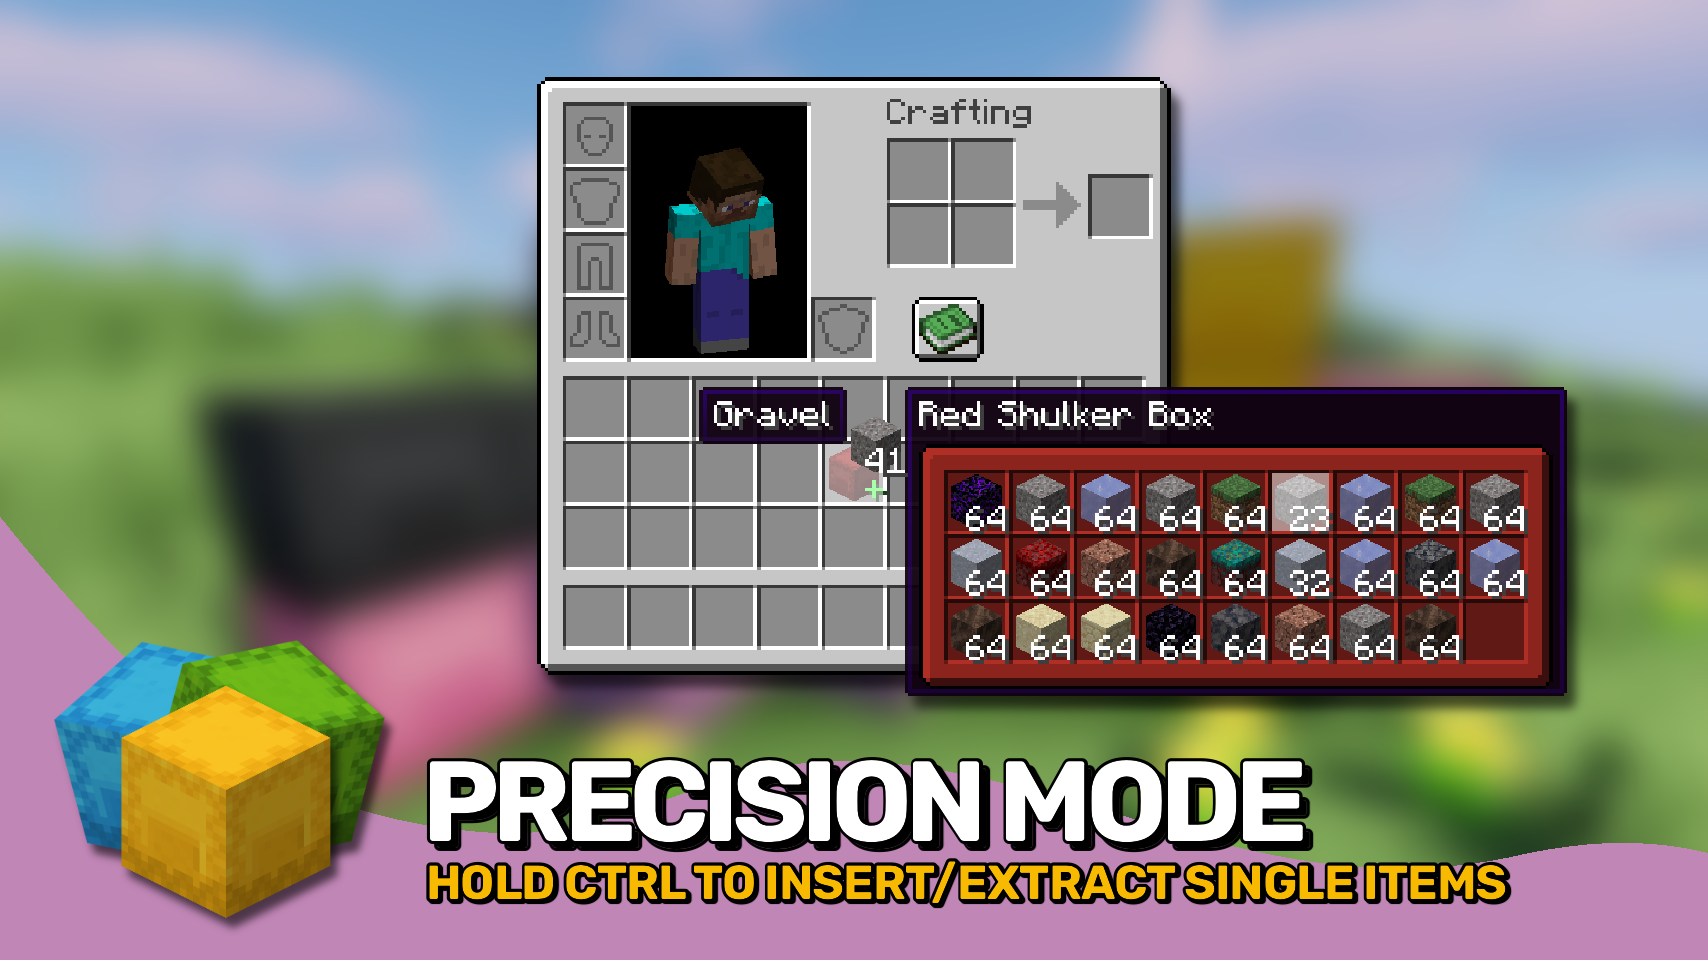 Crafting
Gravel
Red Shulker Box
41
64 64 64 64 64 23 64 64 64
64 64 64 64 64 32 64 64 64
64 64 64 64 64 64 64 64
PRECISION MODE
HOLD CTRL TO INSERT/EXTRACT SINGLE ITEMS